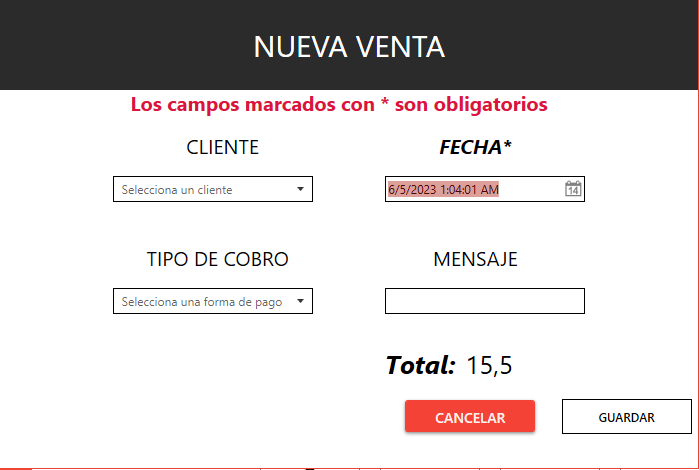 NUEVA VENTA
Los campos marcados con * son obligatorios
CLIENTE
FECHA*
Selecciona un cliente
6/5/2023 1:04:01 AM
14
TIPO DE COBRO
MENSAJE
Selecciona una forma de pago
Total: 15,5
CANCELAR
GUARDAR